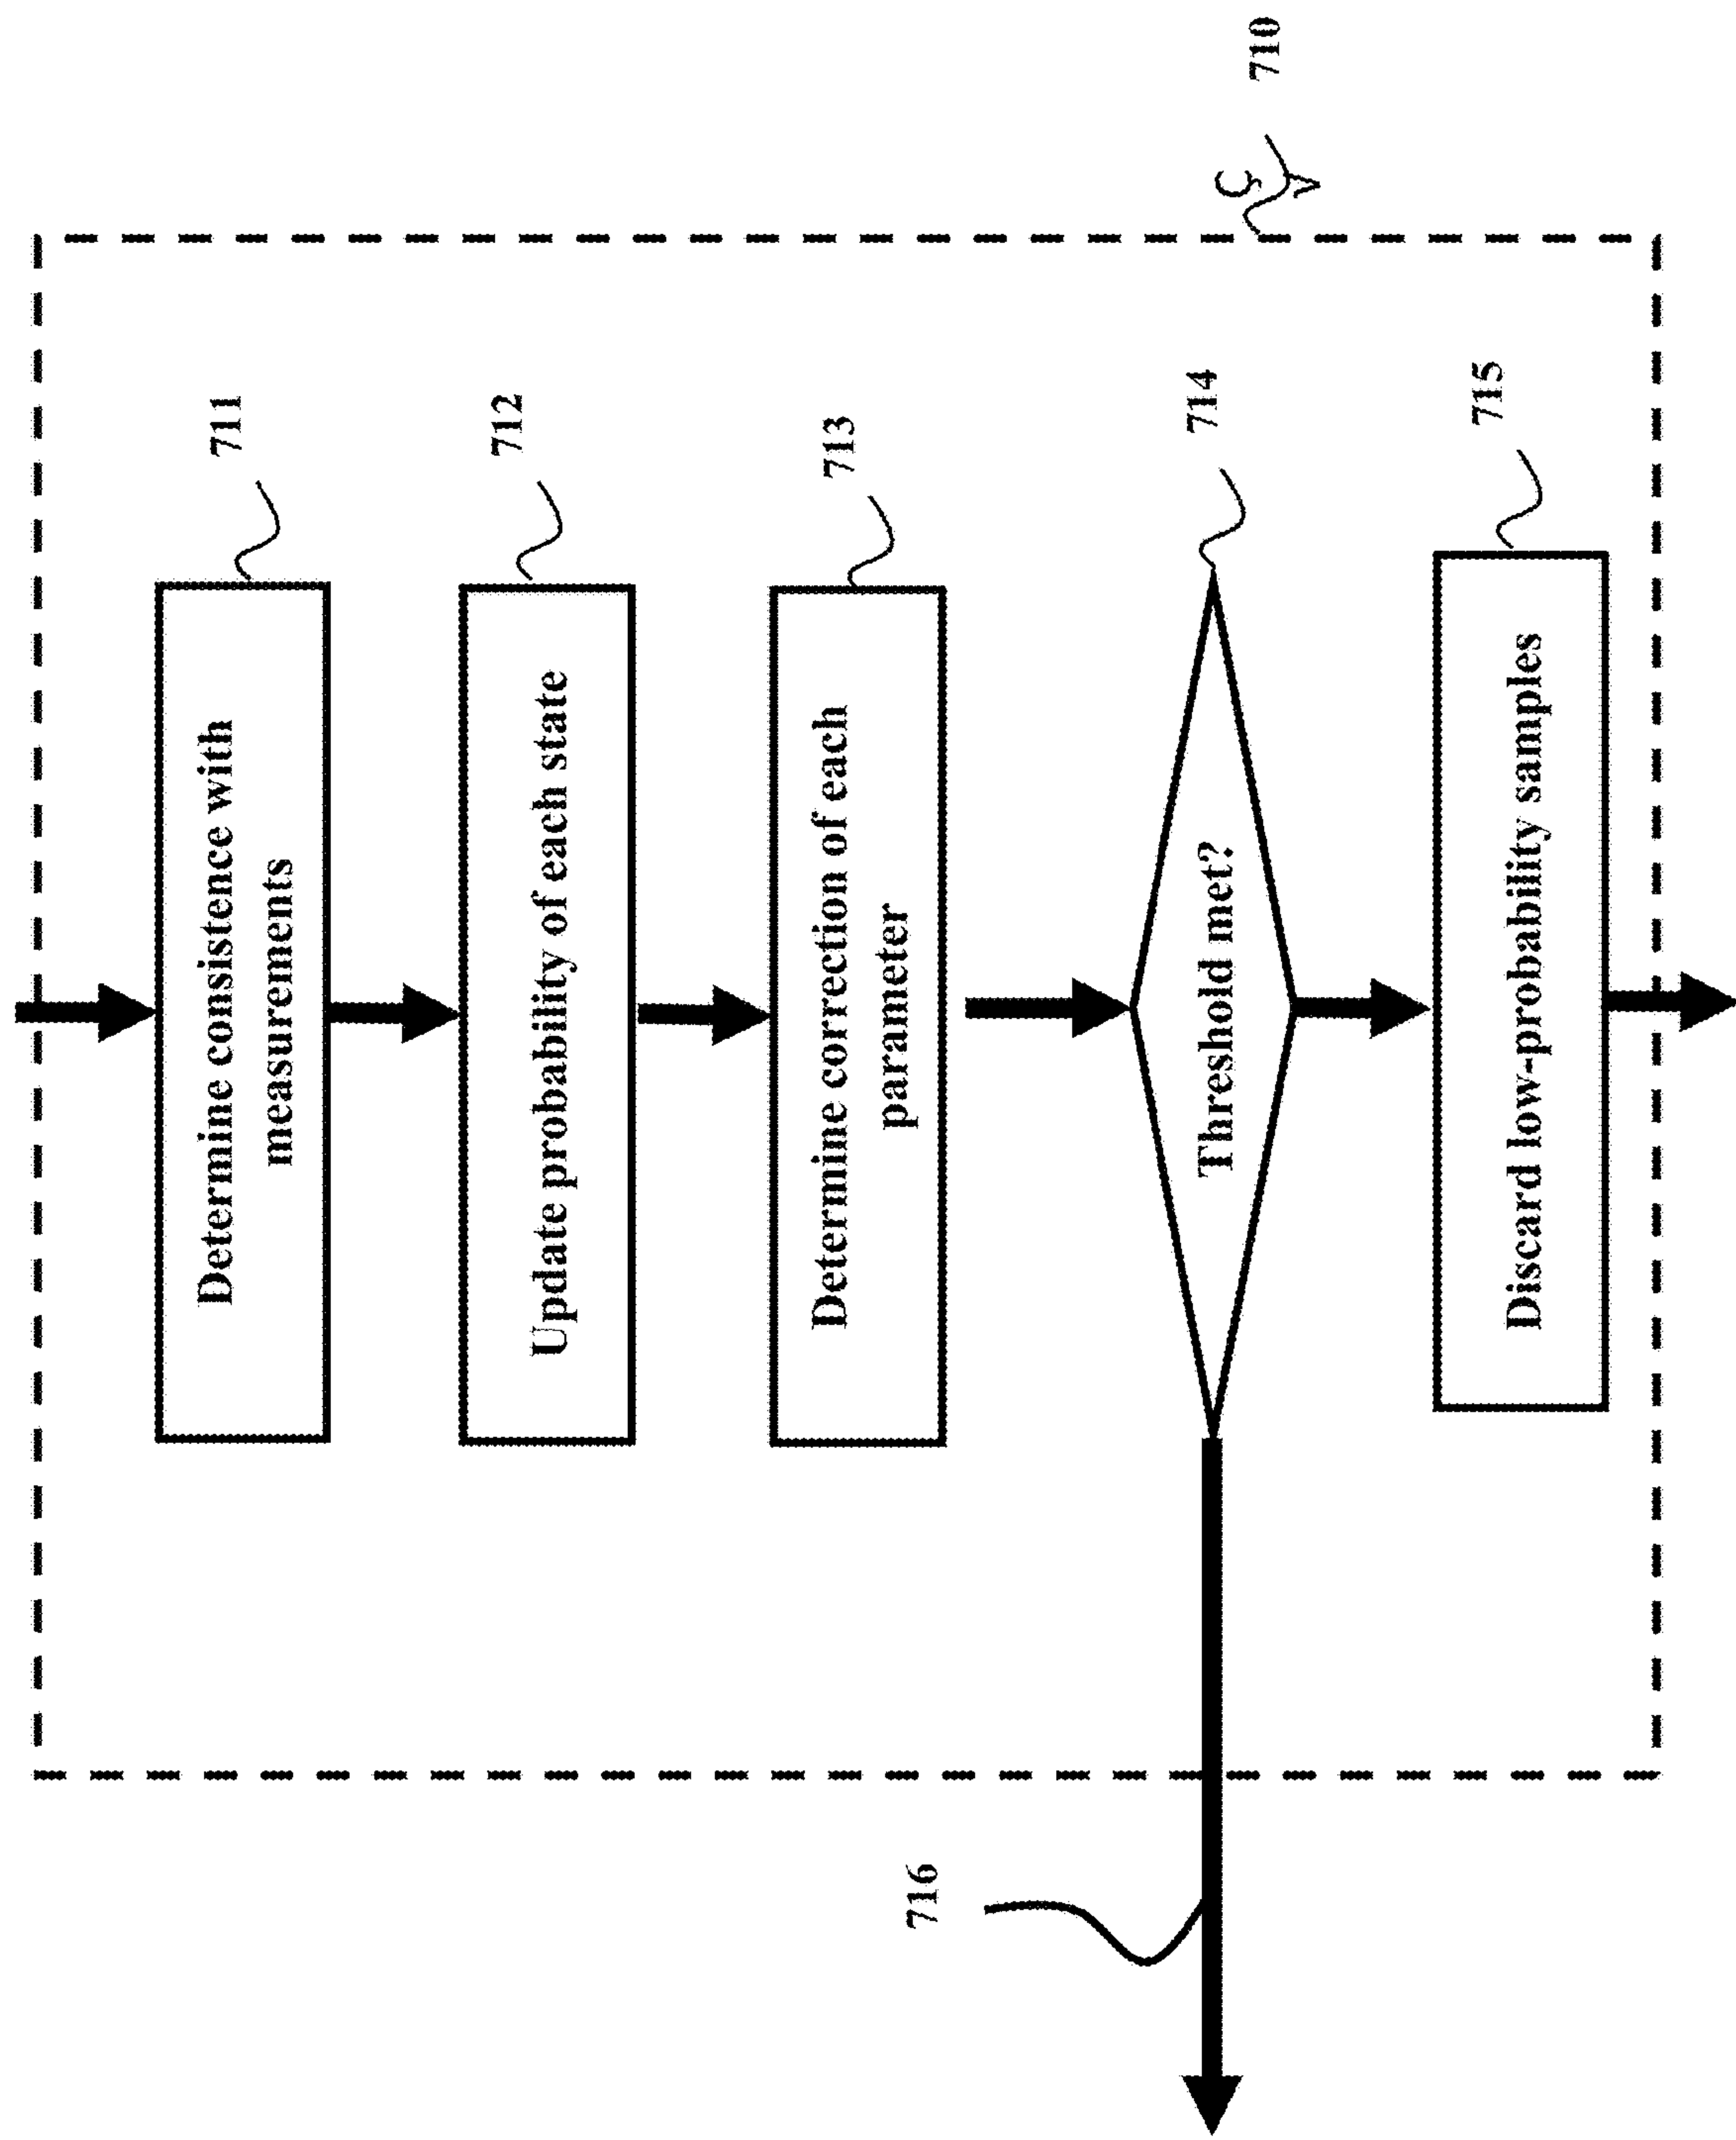 710
Determine consistence with
measurements
711
Update probability of each state
712
Determine correction of each
parameter
713
Threshold met?
714
716
Discard low-probability samples
715